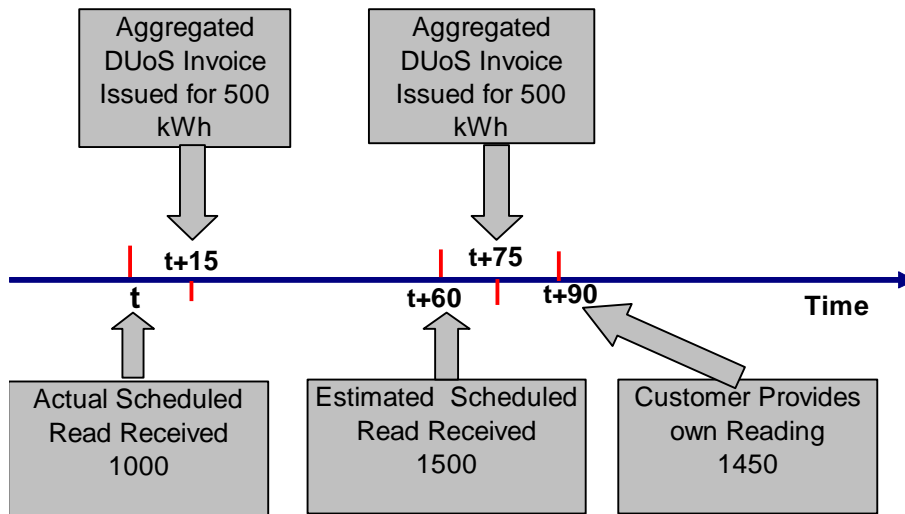 Aggregated
DUoS Invoice
Issued for 500
kWh
Aggregated
DUoS Invoice
Issued for 500
kWh
t+15
t+75
t
t+60
t+90
Time
Actual Scheduled
Read Received
1000
Estimated Scheduled
Read Received
1500
Customer Provides
own Reading
1450